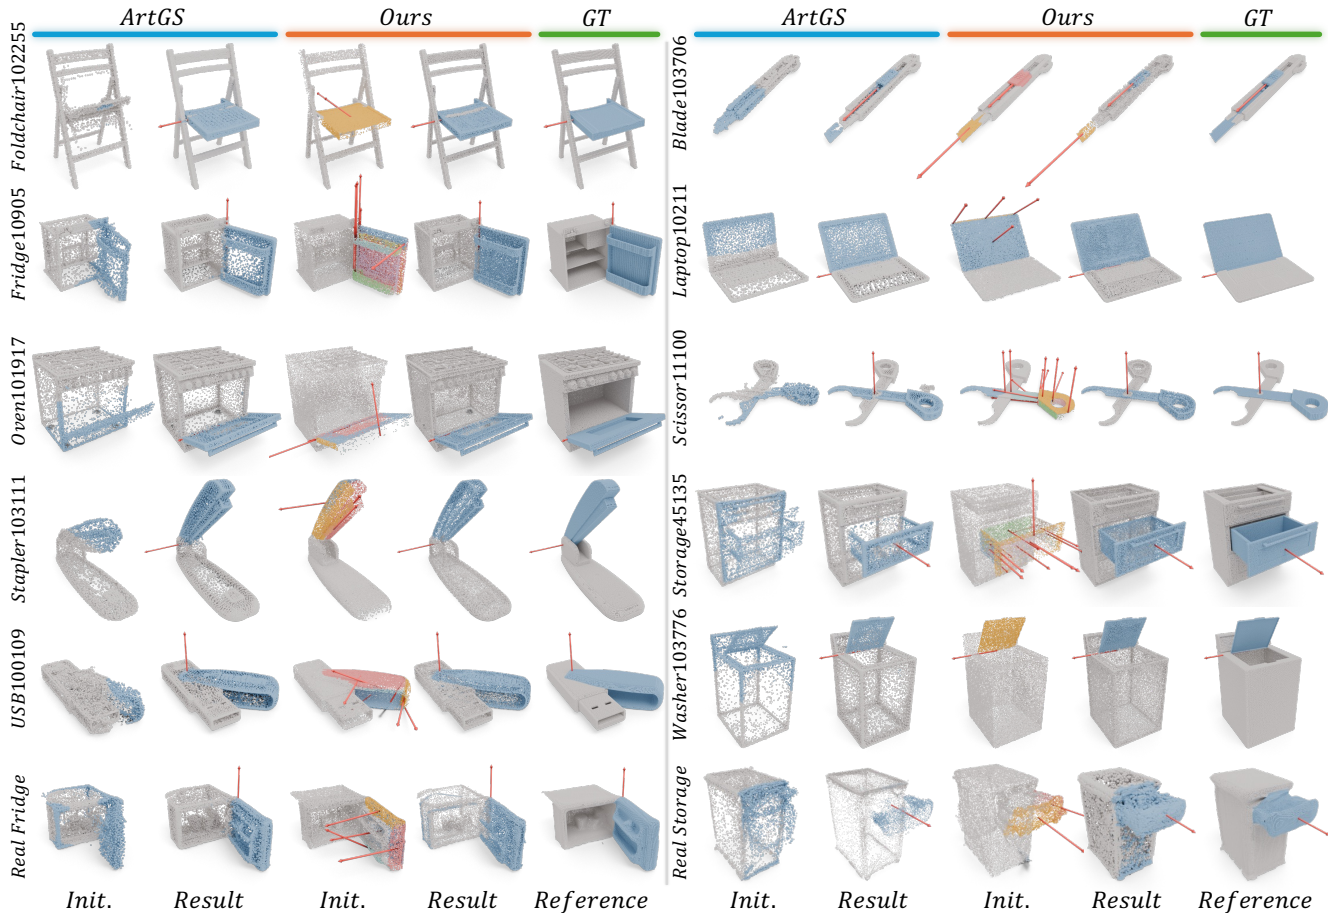 ArtGS Ours GT ArtGS Ours GT
Foldchair102255
Fridge10905
Oven101917
Stapler103111
USB100109
Real Fridge
Blade103706
Laptop10211
Scissor11100
Storage45135
Washer103776
Real Storage
Init. Result Init. Result Reference Init. Result Init. Result Reference